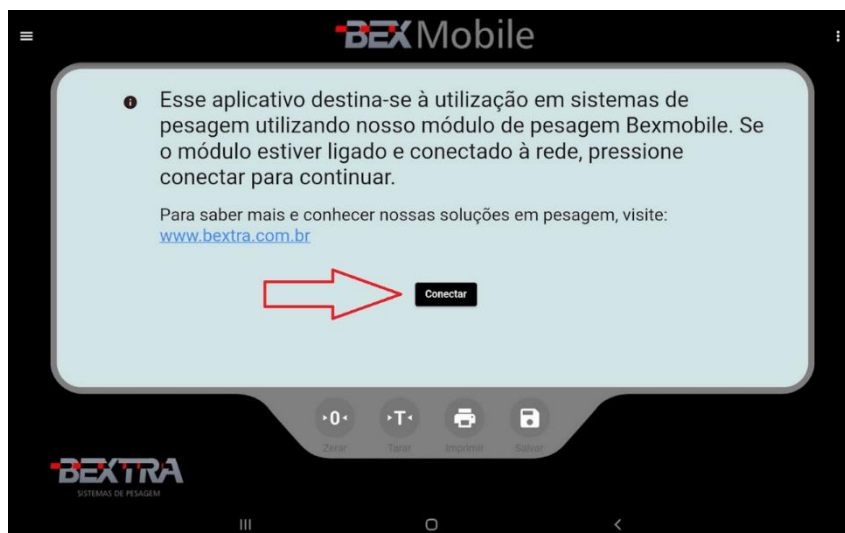 BEX Mobile
Esse aplicativo destina-se à utilização em sistemas de
pesagem utilizando nosso módulo de pesagem Bexmobile. Se
o módulo estiver ligado e conectado à rede, pressione
conectar para continuar.
Para saber mais e conhecer nossas soluções em pesagem, visite:
www.bextra.com.br
Conectar
0 T
Zerar Tarar Imprimir Salvar
BEXTRA
SISTEMAS DE PESAGEM